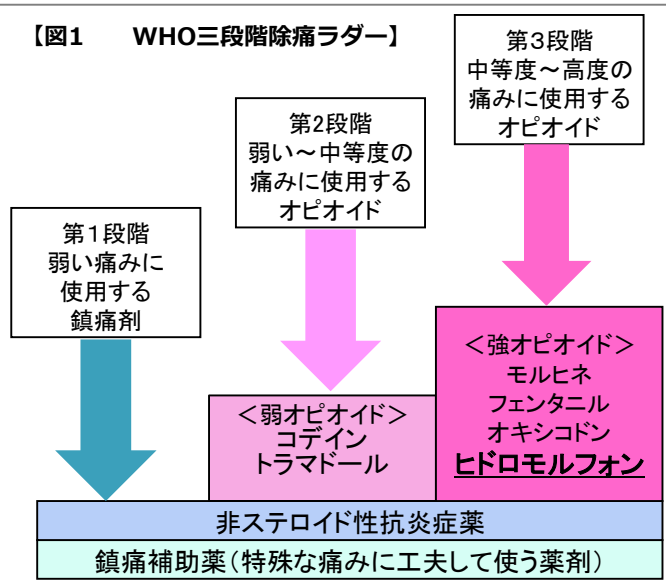 【図1 WHO三段階除痛ラダー】
第３段階
中等度～高度の
痛みに使用する
オピオイド
第2段階
弱い～中等度の
痛みに使用する
オピオイド
第１段階
弱い痛みに
使用する
鎮痛剤
＜強オピオイド＞
モルヒネ
フェンタニル
オキシコドン
ヒドロモルフォン
＜弱オピオイド＞
コデイン
トラマドール
非ステロイド性抗炎症薬
鎮痛補助薬（特殊な痛みに工夫して使う薬剤）